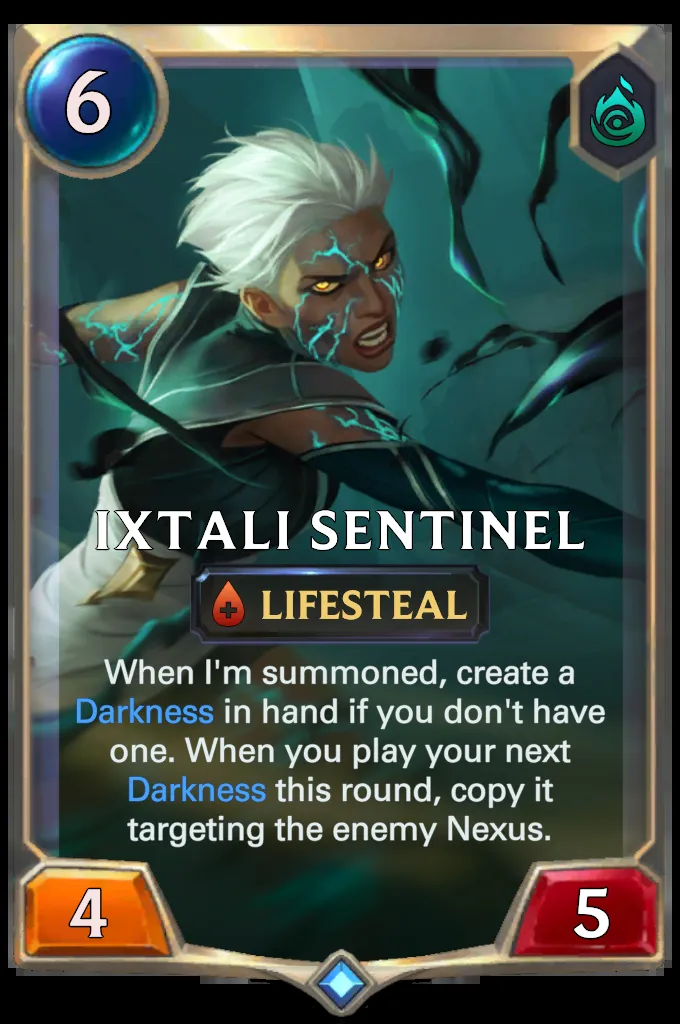 6
IXTALI SENTINEL
LIFESTEAL
When I'm summoned, create a
Darkness in hand if you don't have
one. When you play your next
Darkness this round, copy it
targeting the enemy Nexus.
4
5